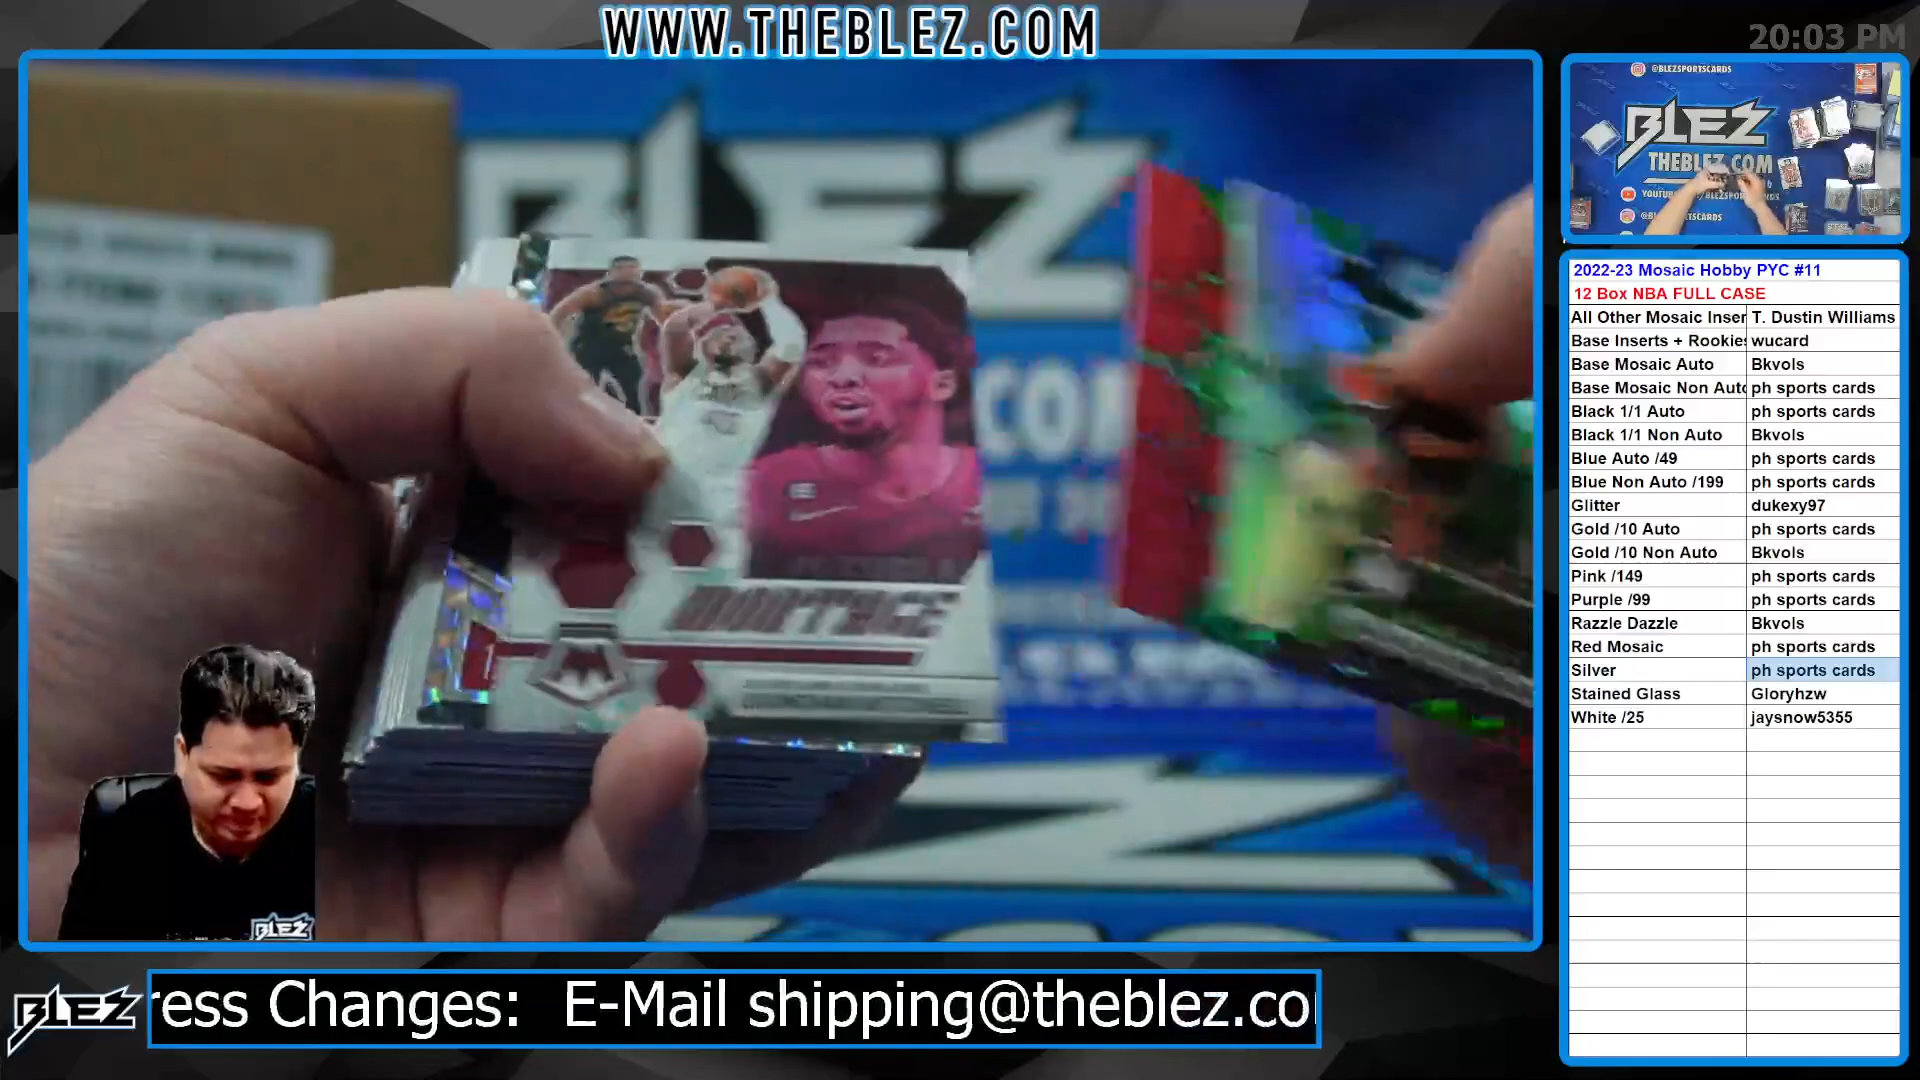 WWW.THEBLEZ.COM
20:03 PM
BLEZ
@BLEZSPORTSCARDS
BLEZ
THEBLEZ.COM
2022-23 Mosaic Hobby PYC #11
12 Box NBA FULL CASE
All Other Mosaic Inser T. Dustin Williams
Base Inserts + Rookies wucard
Base Mosaic Auto Bkvols
Base Mosaic Non Auto ph sports cards
Black 1/1 Auto ph sports cards
Black 1/1 Non Auto Bkvols
Blue Auto /49 ph sports cards
Blue Non Auto /199 ph sports cards
Glitter dukexy97
Gold /10 Auto ph sports cards
Gold /10 Non Auto Bkvols
Pink /149 ph sports cards
Purple /99 ph sports cards
Razzle Dazzle Bkvols
Red Mosaic ph sports cards
Silver ph sports cards
Stained Glass Gloryhzw
White /25 jaysnow5355
BLEZ
BLEZ
ress Changes: E-Mail shipping@theblez.co